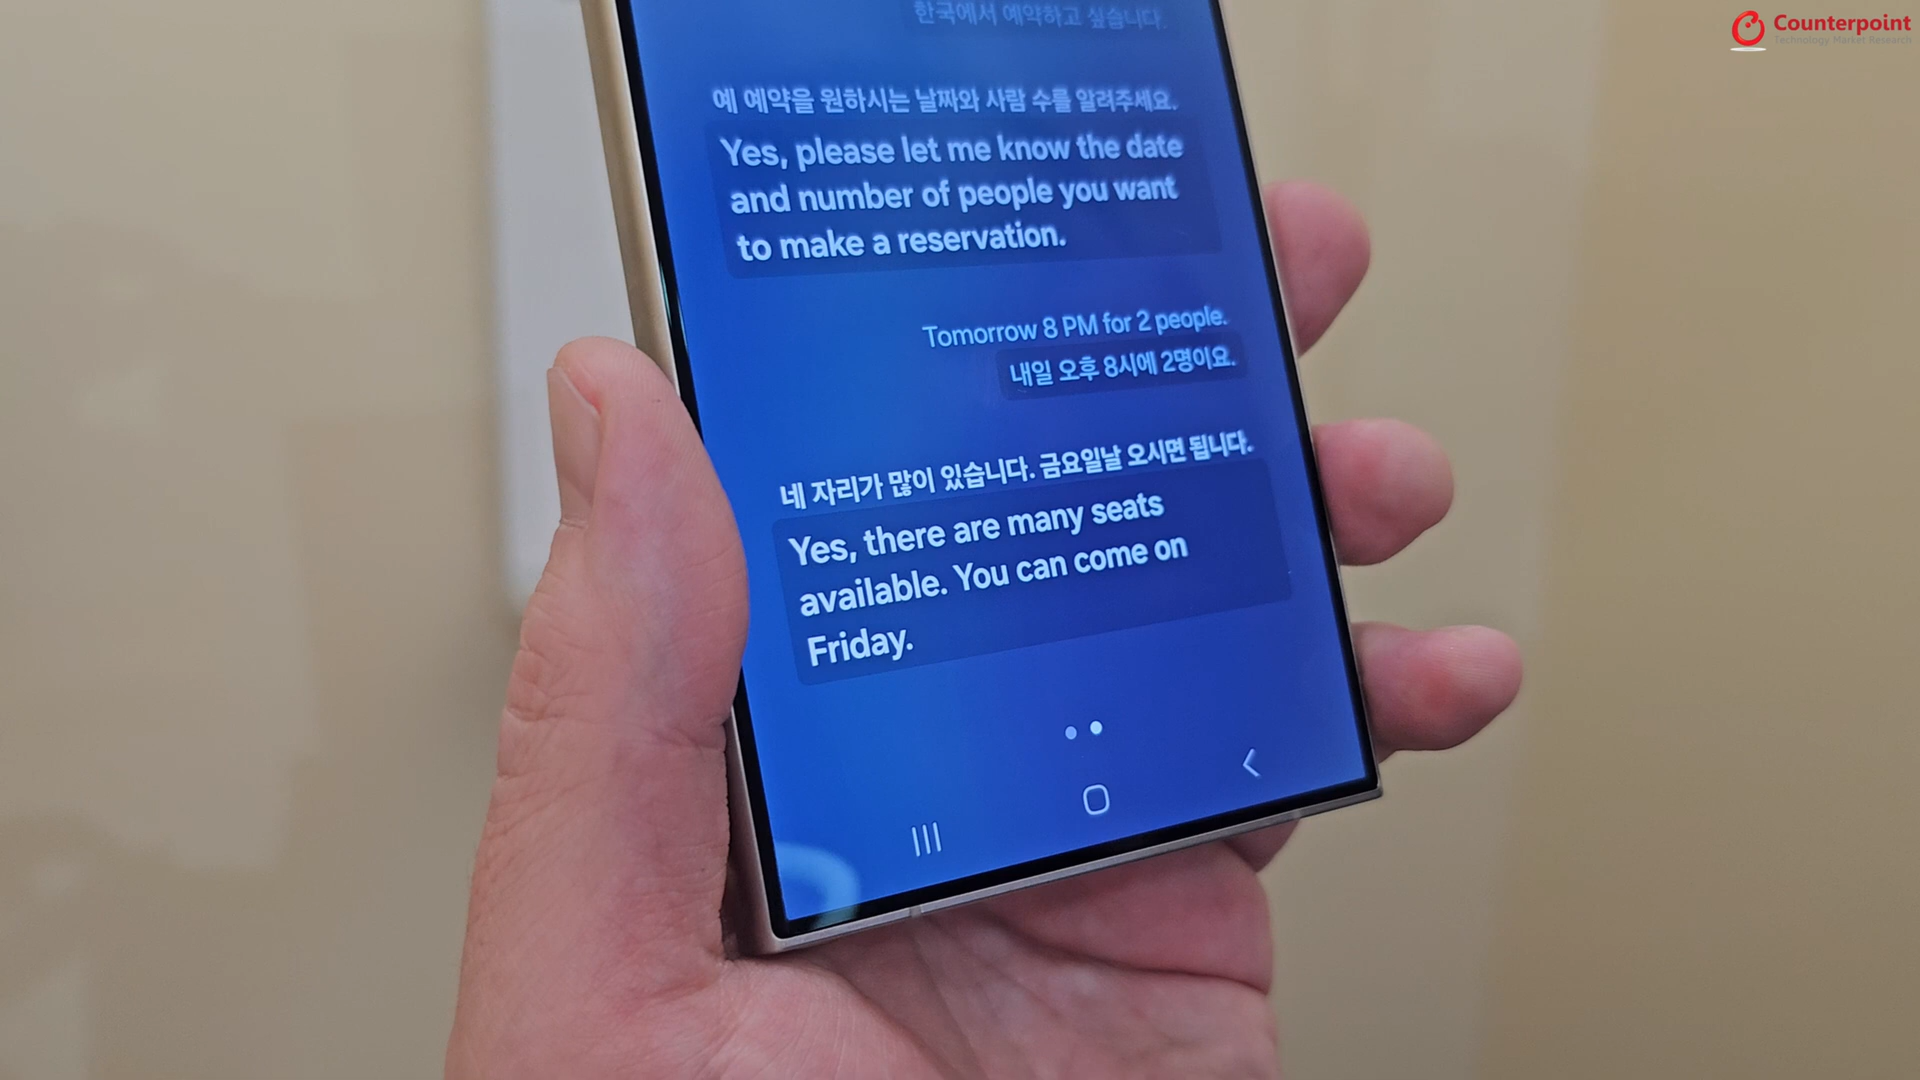 Counterpoint
Technology Market Research
한국에서 예약하고 싶습니다.
예 예약을 원하시는 날짜와 사람 수를 알려주세요.
Yes, please let me know the date
and number of people you want
to make a reservation.
Tomorrow 8 PM for 2 people.
내일 오후 8시에 2명이요.
네 자리가 많이 있습니다. 금요일날 오시면 됩니다.
Yes, there are many seats
available. You can come on
Friday.